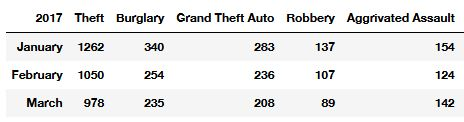 2017 Theft Burglary Grand Theft Auto Robbery Aggrivated Assault
January 1262 340 283 137 154
February 1050 254 236 107 124
March 978 235 208 89 142